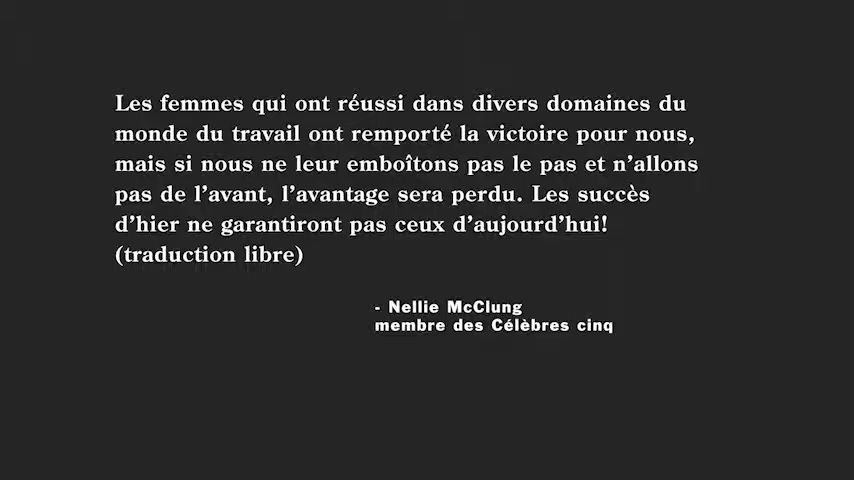 Les femmes qui ont réussi dans divers domaines du
monde du travail ont remporté la victoire pour nous,
mais si nous ne leur emboîtons pas le pas et n'allons
pas de l'avant, l'avantage sera perdu. Les succès
d'hier ne garantiront pas ceux d'aujourd'hui!
(traduction libre)
- Nellie McClung
membre des Célèbres cinq